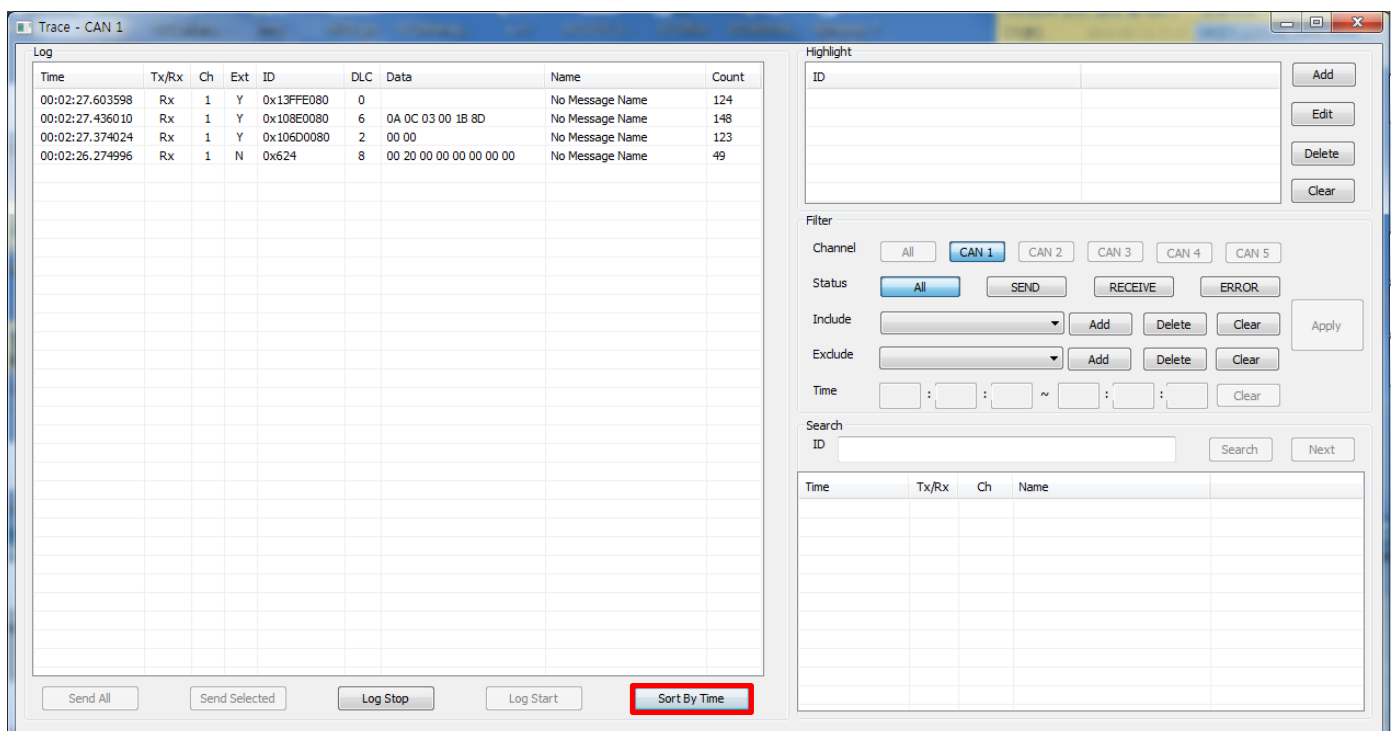 Trace - CAN 1
Log
Time Tx/Rx Ch Ext ID DLC Data Name Count
00:02:27.603598 Rx 1 Y 0x13FFE080 0 No Message Name 124
00:02:27.436010 Rx 1 Y 0x108E0080 6 0A 0C 03 00 1B 8D No Message Name 148
00:02:27.374024 Rx 1 Y 0x106D0080 2 00 00 No Message Name 123
00:02:26.274996 Rx 1 N 0x624 8 00 20 00 00 00 00 00 00 No Message Name 49
Send All Send Selected Log Stop Log Start Sort By Time
Highlight
ID
Add
Edit
Delete
Clear
Filter
Channel All CAN 1 CAN 2 CAN 3 CAN 4 CAN 5
Status All SEND RECEIVE ERROR
Include Add Delete Clear
Apply
Exclude Add Delete Clear
Time : : ~ : : Clear
Search
ID Search Next
Time Tx/Rx Ch Name